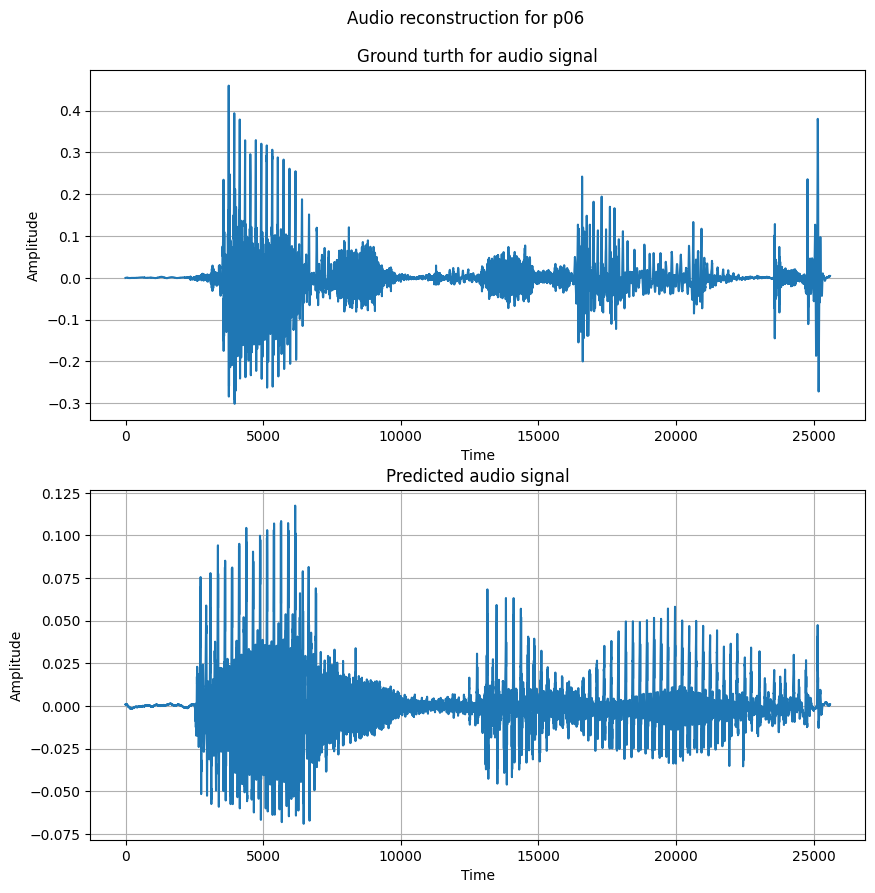 Audio reconstruction for p06
Ground turth for audio signal
Amplitude
0.4
0.3
0.2
0.1
0.0
−0.1
−0.2
−0.3
0 5000 10000 15000 20000 25000
Time
Predicted audio signal
Amplitude
0.125
0.100
0.075
0.050
0.025
0.000
−0.025
−0.050
−0.075
0 5000 10000 15000 20000 25000
Time